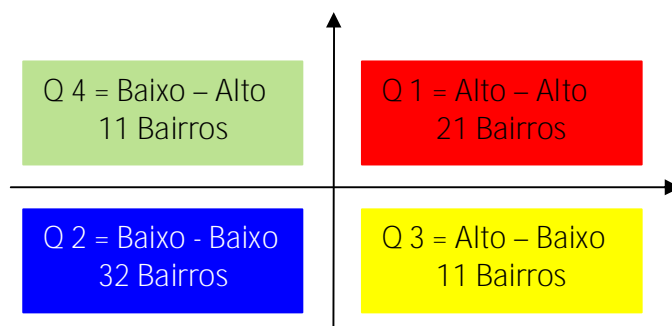 Q 4 = Baixo – Alto
11 Bairros
Q 1 = Alto – Alto
21 Bairros
Q 2 = Baixo - Baixo
32 Bairros
Q 3 = Alto – Baixo
11 Bairros